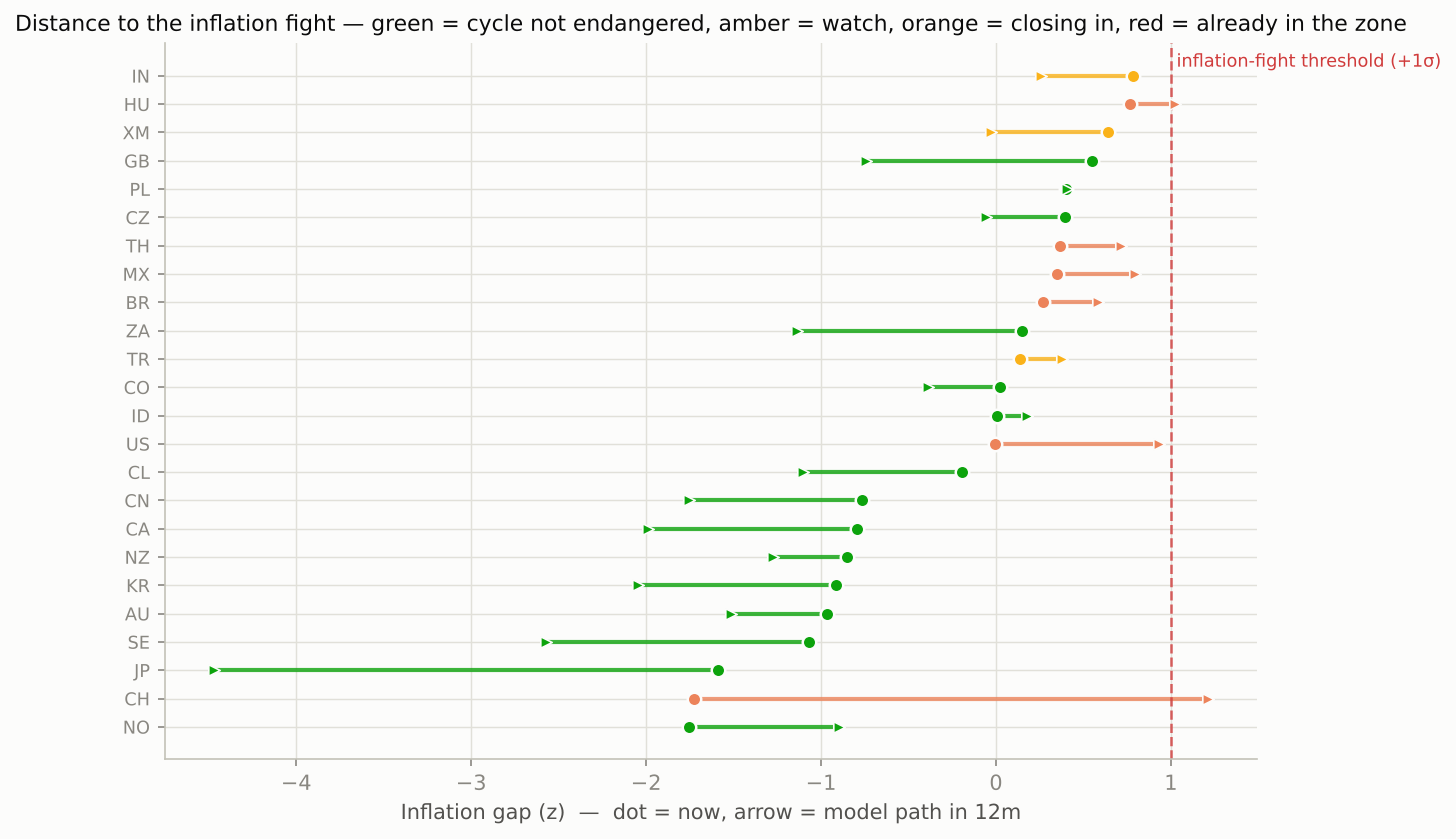 Distance to the inflation fight — green = cycle not endangered, amber = watch, orange = closing in, red = already in the zone
inflation-fight threshold (+1σ)
IN
HU
XM
GB
PL
CZ
TH
MX
BR
ZA
TR
CO
ID
US
CL
CN
CA
NZ
KR
AU
SE
JP
CH
NO
−4 −3 −2 −1 0 1
Inflation gap (z) — dot = now, arrow = model path in 12m